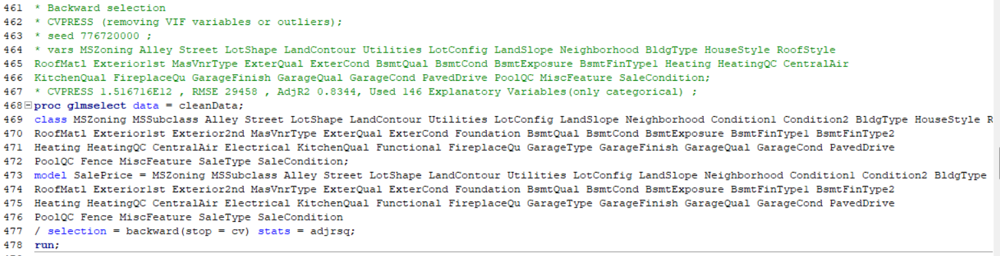 461 * Backward selection
462 * CVPRESS (removing VIF variables or outliers);
463 * seed 776720000 ;
464 * vars MSZoning Alley Street LotShape LandContour Utilities LotConfig LandSlope Neighborhood BldgType HouseStyle RoofStyle
465 RoofMatl Exterior1st MasVnrType ExterQual ExterCond BsmtQual BsmtCond BsmtExposure BsmtFinType1 Heating HeatingQC CentralAir
466 KitchenQual FireplaceQu GarageFinish GarageQual GarageCond PavedDrive PoolQC MiscFeature SaleCondition;
467 * CVPRESS 1.516716E12 , RMSE 29458 , AdjR2 0.8344, Used 146 Explanatory Variables(only categorical) ;
468 proc glmselect data = cleanData;
469 class MSZoning MSSubclass Alley Street LotShape LandContour Utilities LotConfig LandSlope Neighborhood Condition1 Condition2 BldgType HouseStyle R
470 RoofMatl Exterior1st Exterior2nd MasVnrType ExterQual ExterCond Foundation BsmtQual BsmtCond BsmtExposure BsmtFinType1 BsmtFinType2
471 Heating HeatingQC CentralAir Electrical KitchenQual Functional FireplaceQu GarageType GarageFinish GarageQual GarageCond PavedDrive
472 PoolQC Fence MiscFeature SaleType SaleCondition;
473 model SalePrice = MSZoning MSSubclass Alley Street LotShape LandContour Utilities LotConfig LandSlope Neighborhood Condition1 Condition2 BldgType
474 RoofMatl Exterior1st Exterior2nd MasVnrType ExterQual ExterCond Foundation BsmtQual BsmtCond BsmtExposure BsmtFinType1 BsmtFinType2
475 Heating HeatingQC CentralAir Electrical KitchenQual Functional FireplaceQu GarageType GarageFinish GarageQual GarageCond PavedDrive
476 PoolQC Fence MiscFeature SaleType SaleCondition
477 / selection = backward(stop = cv) stats = adjrsq;
478 run;